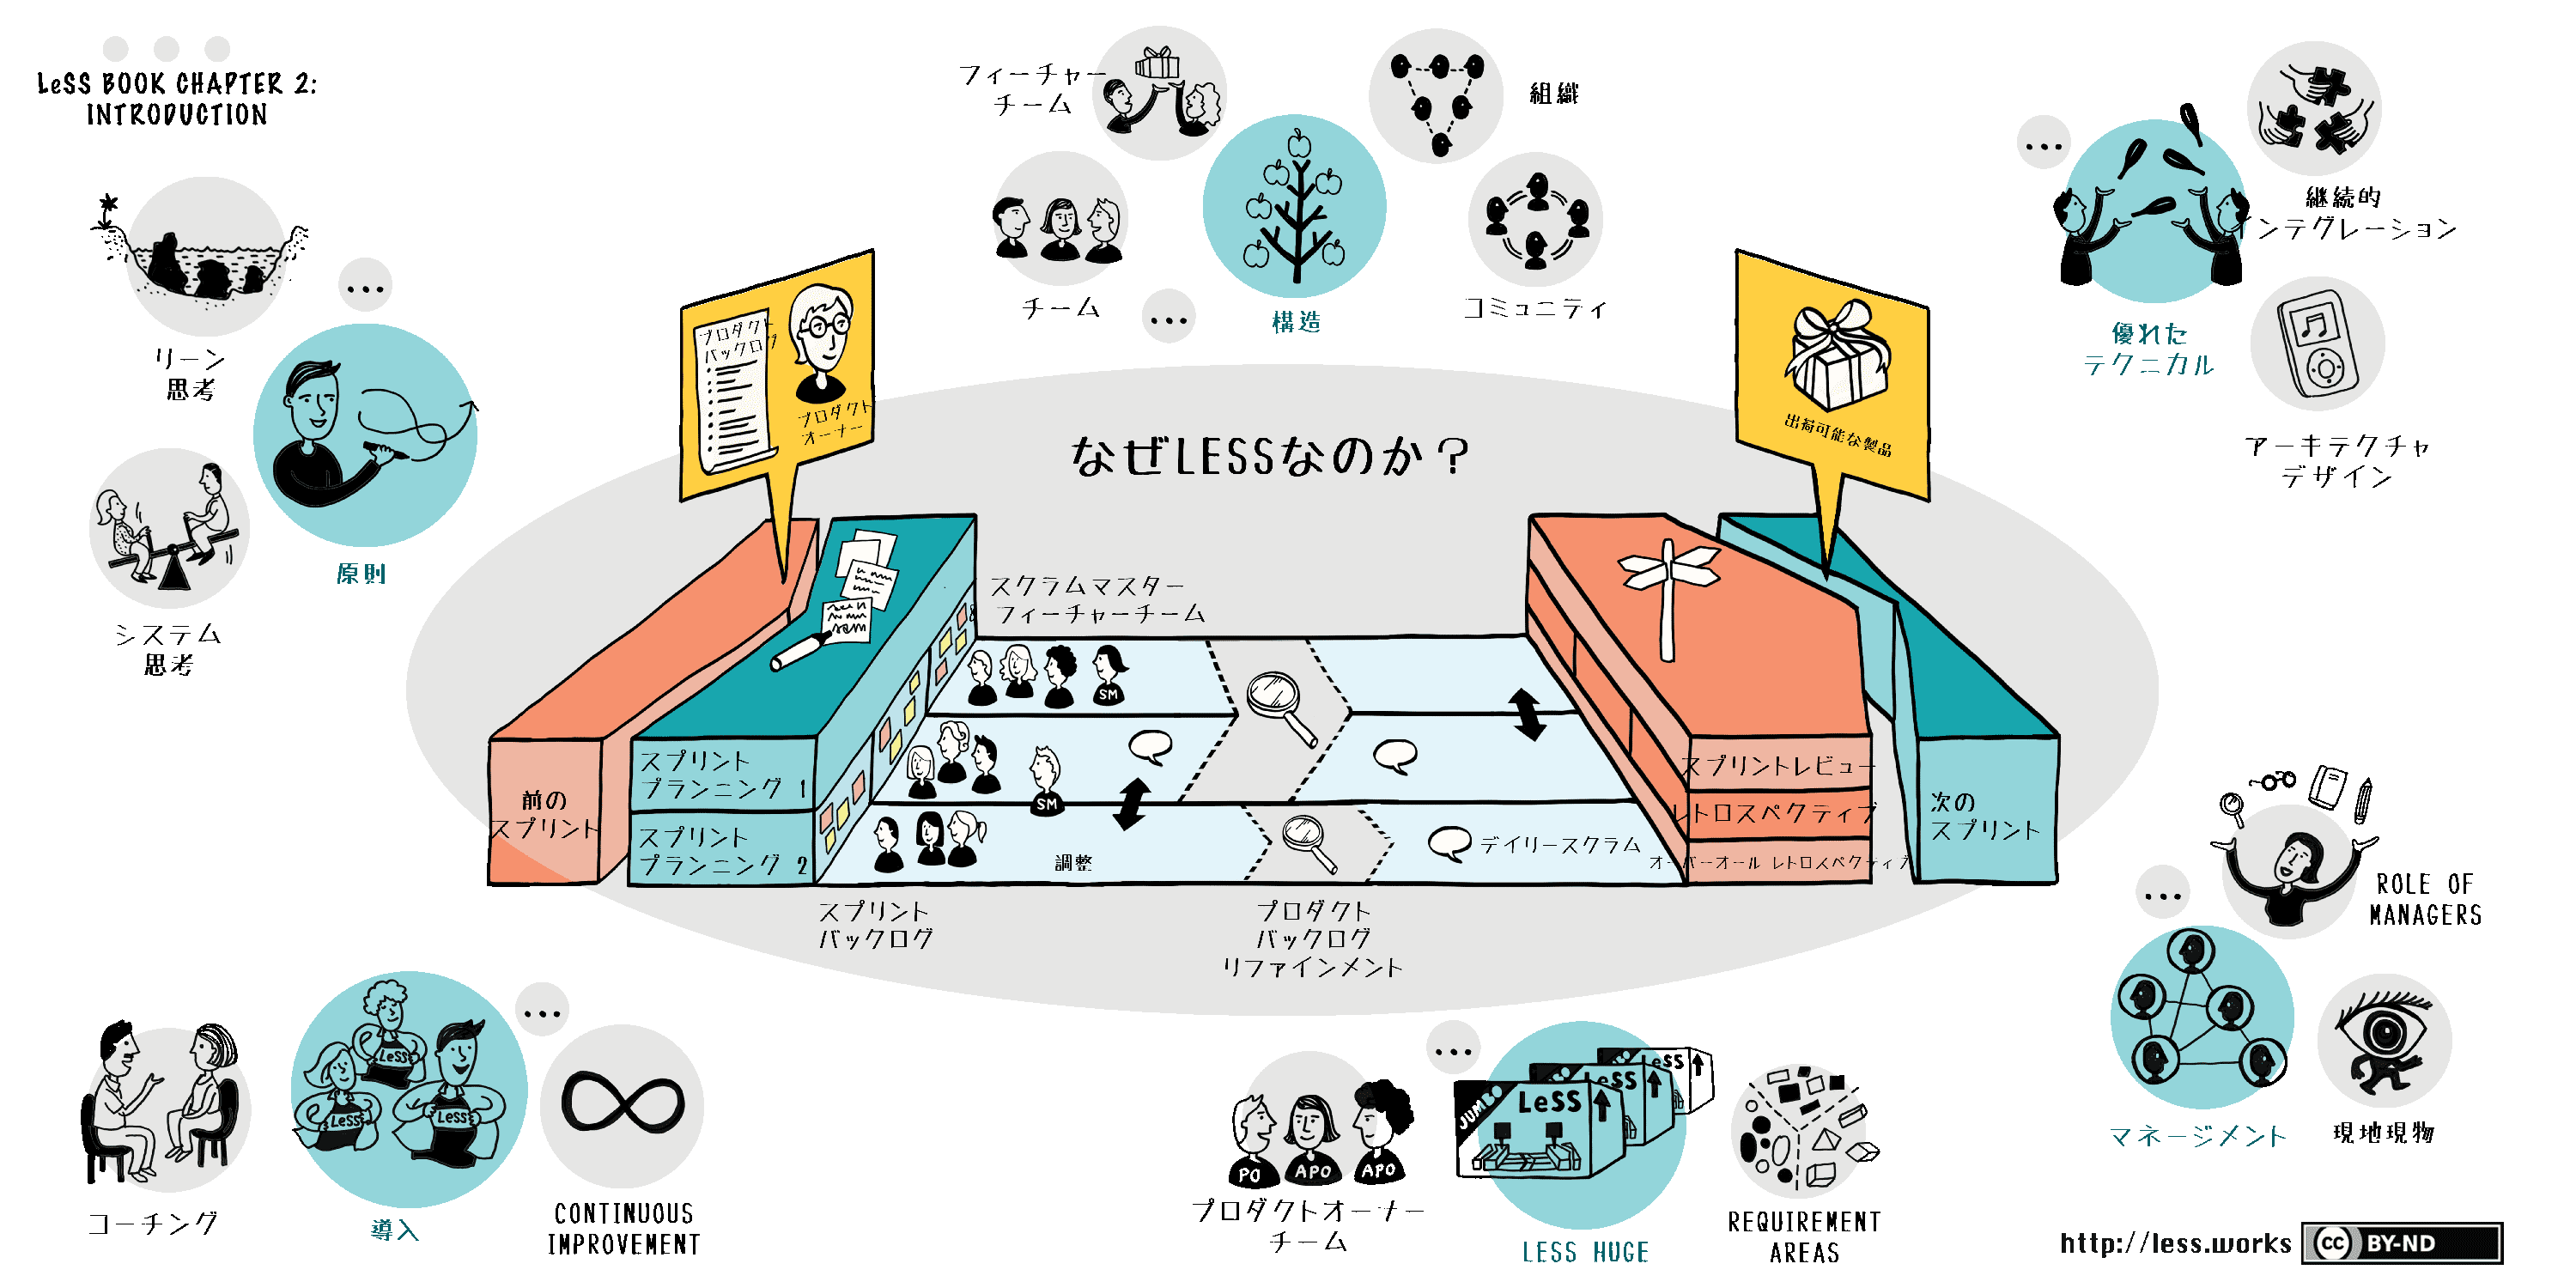 LeSS BOOK CHAPTER 2:
INTRODUCTION
リーン
思考
システム
思考
原則
フィーチャー
チーム
チーム
構造
組織
コミュニティ
継続的
インテグレーション
優れた
テクニカル
アーキテクチャ
デザイン
プロダクト
バックログ
プロダクト
オーナー
なぜLESSなのか？
出荷可能な製品
スクラムマスター
& フィーチャーチーム
SM
SM
前の
スプリント
スプリント
プランニング 1
スプリント
プランニング 2
調整
デイリースクラム
スプリントレビュー
レトロスペクティブ
オーバーオール レトロスペクティブ
次の
スプリント
スプリント
バックログ
プロダクト
バックログ
リファインメント
コーチング
LeSS
LeSS
LeSS
導入
CONTINUOUS
IMPROVEMENT
PO
APO
APO
プロダクトオーナー
チーム
JUMBO
LeSS
LeSS
LeSS
LESS HUGE
REQUIREMENT
AREAS
ROLE OF
MANAGERS
マネージメント
現地現物
http://less.works
cc BY-ND